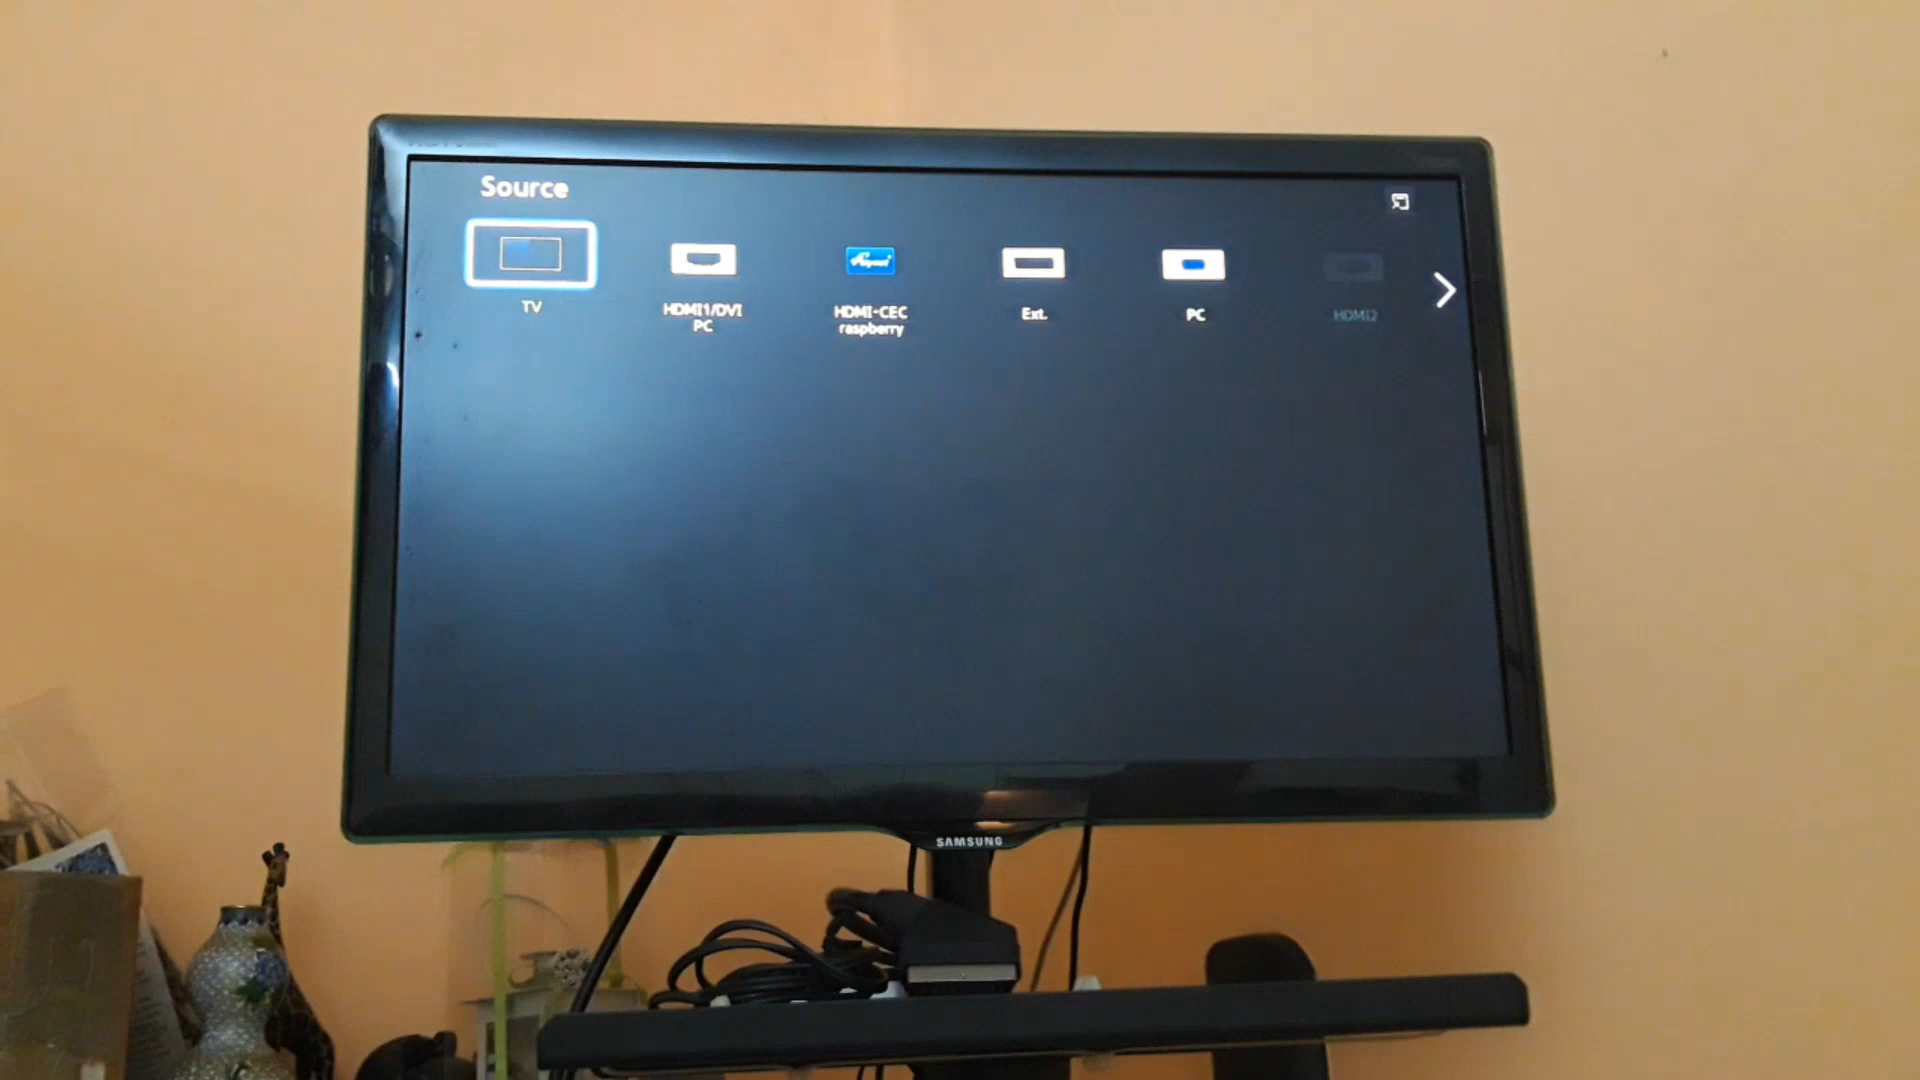 Source
TV
HDMI1/DVI
PC
HDMI-CEC
raspberry
Ext.
PC
HDMI2
SAMSUNG